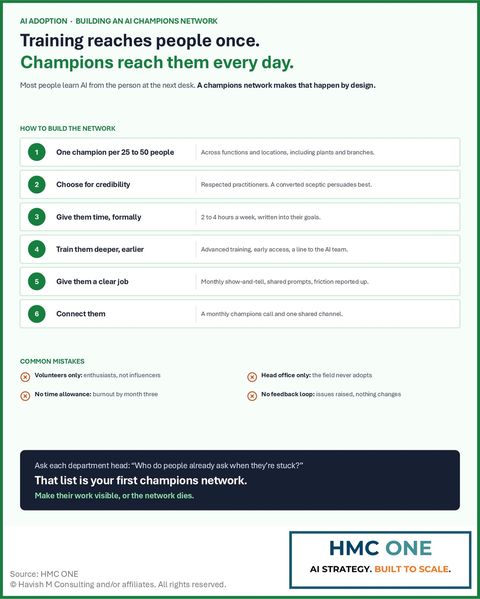 AI ADOPTION · BUILDING AN AI CHAMPIONS NETWORK
Training reaches people once.
Champions reach them every day.
Most people learn AI from the person at the next desk. A champions network makes that happen by design.
HOW TO BUILD THE NETWORK
1 One champion per 25 to 50 people Across functions and locations, including plants and branches.
2 Choose for credibility Respected practitioners. A converted sceptic persuades best.
3 Give them time, formally 2 to 4 hours a week, written into their goals.
4 Train them deeper, earlier Advanced training, early access, a line to the AI team.
5 Give them a clear job Monthly show-and-tell, shared prompts, friction reported up.
6 Connect them A monthly champions call and one shared channel.
COMMON MISTAKES
Volunteers only: enthusiasts, not influencers
Head office only: the field never adopts
No time allowance: burnout by month three
No feedback loop: issues raised, nothing changes
Ask each department head: “Who do people already ask when they're stuck?”
That list is your first champions network.
Make their work visible, or the network dies.
HMC ONE
AI STRATEGY. BUILT TO SCALE.
Source: HMC ONE
© Havish M Consulting and/or affiliates. All rights reserved.